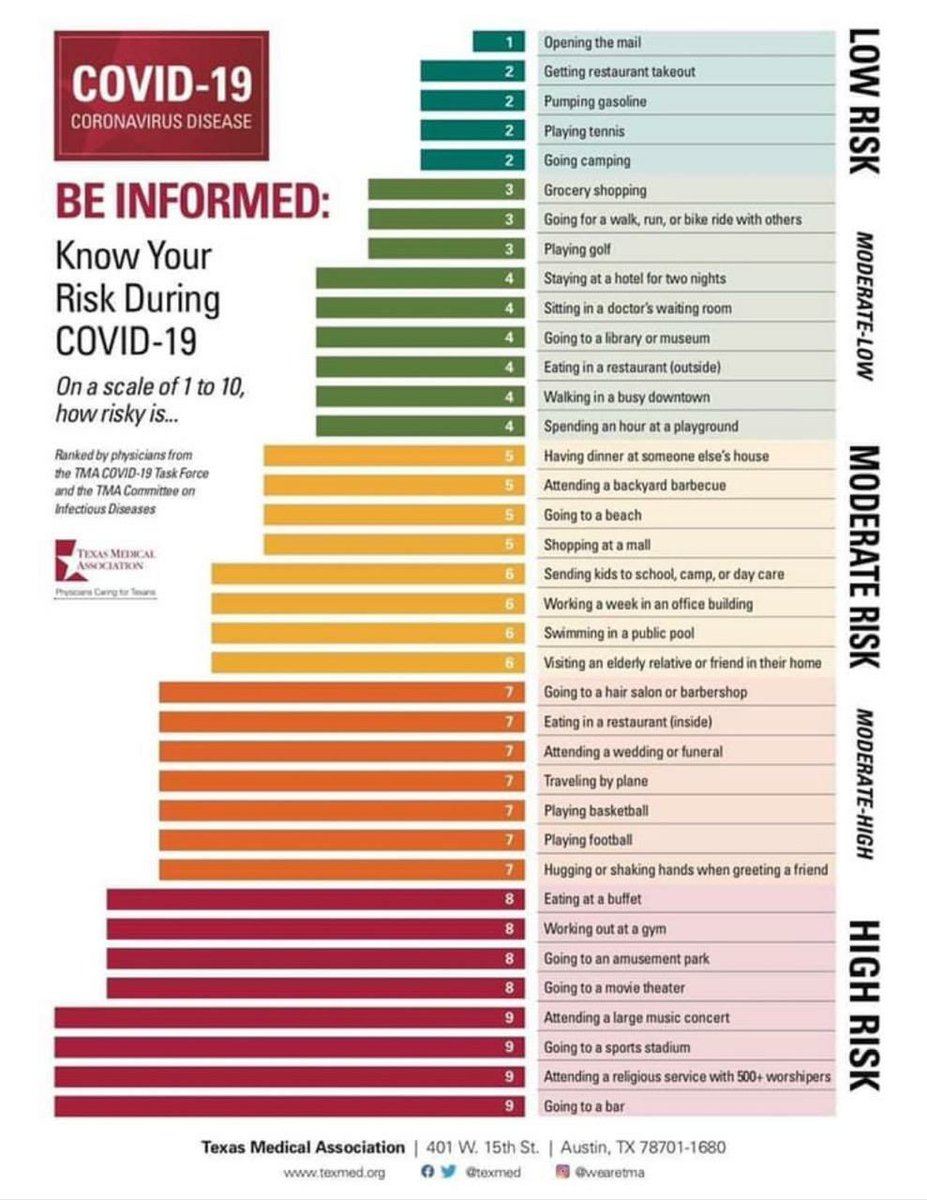 COVID-19
CORONAVIRUS DISEASE
BE INFORMED:
Know Your
Risk During
COVID-19
On a scale of 1 to 10,
how risky is...
Ranked by physicians from
the TMA COVID-19 Task Force
and the TMA Committee on
Infectious Diseases
TEXAS MEDICAL
ASSOCIATION
Physicians Caring for Texans
LOW RISK
1 Opening the mail
2 Getting restaurant takeout
2 Pumping gasoline
2 Playing tennis
2 Going camping
MODERATE-LOW
3 Grocery shopping
3 Going for a walk, run, or bike ride with others
3 Playing golf
4 Staying at a hotel for two nights
4 Sitting in a doctor's waiting room
4 Going to a library or museum
4 Eating in a restaurant (outside)
4 Walking in a busy downtown
4 Spending an hour at a playground
MODERATE RISK
5 Having dinner at someone else's house
5 Attending a backyard barbecue
5 Going to a beach
5 Shopping at a mall
6 Sending kids to school, camp, or day care
6 Working a week in an office building
6 Swimming in a public pool
6 Visiting an elderly relative or friend in their home
MODERATE-HIGH
7 Going to a hair salon or barbershop
7 Eating in a restaurant (inside)
7 Attending a wedding or funeral
7 Traveling by plane
7 Playing basketball
7 Playing football
7 Hugging or shaking hands when greeting a friend
HIGH RISK
8 Eating at a buffet
8 Working out at a gym
8 Going to an amusement park
8 Going to a movie theater
9 Attending a large music concert
9 Going to a sports stadium
9 Attending a religious service with 500+ worshipers
9 Going to a bar
Texas Medical Association | 401 W. 15th St. | Austin, TX 78701-1680
www.texmed.org @texmed @wearetma